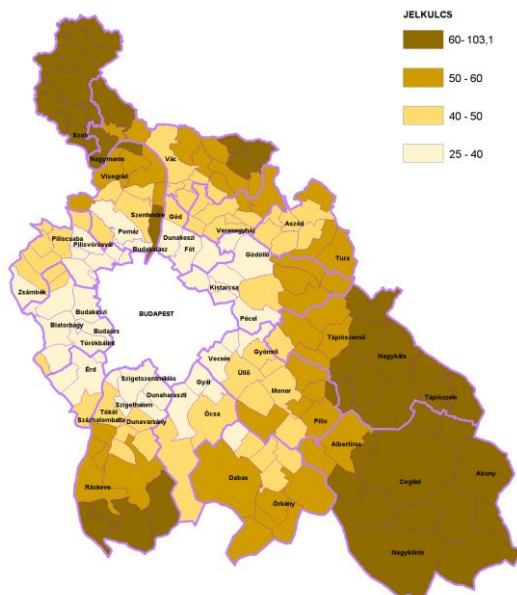 JELKULCS
60- 103,1
50 - 60
40 - 50
25 - 40
Szob
Nagymaros
Vác
Visegrád
Szentendre
Göd
Veresegyház
Aszód
Piliscsaba
Pomáz
Dunakeszi
Pilisvörösvár
Budakalász
Fót
Gödöllő
Tura
Zsámbék
Kistarcsa
Budakeszi
BUDAPEST
Pécel
Biatorbágy
Budaörs
Törökbálint
Tápiószecső
Nagykáta
Vecsés
Gyömrő
Érd
Szigetszentmiklós
Gyál
Üllő
Tápiószele
Dunaharaszti
Monor
Szigethalom
Tököl
Ócsa
Százhalombatta
Dunavarsány
Pilis
Albertirsa
Abony
Ráckeve
Dabas
Cegléd
Örkény
Nagykőrös